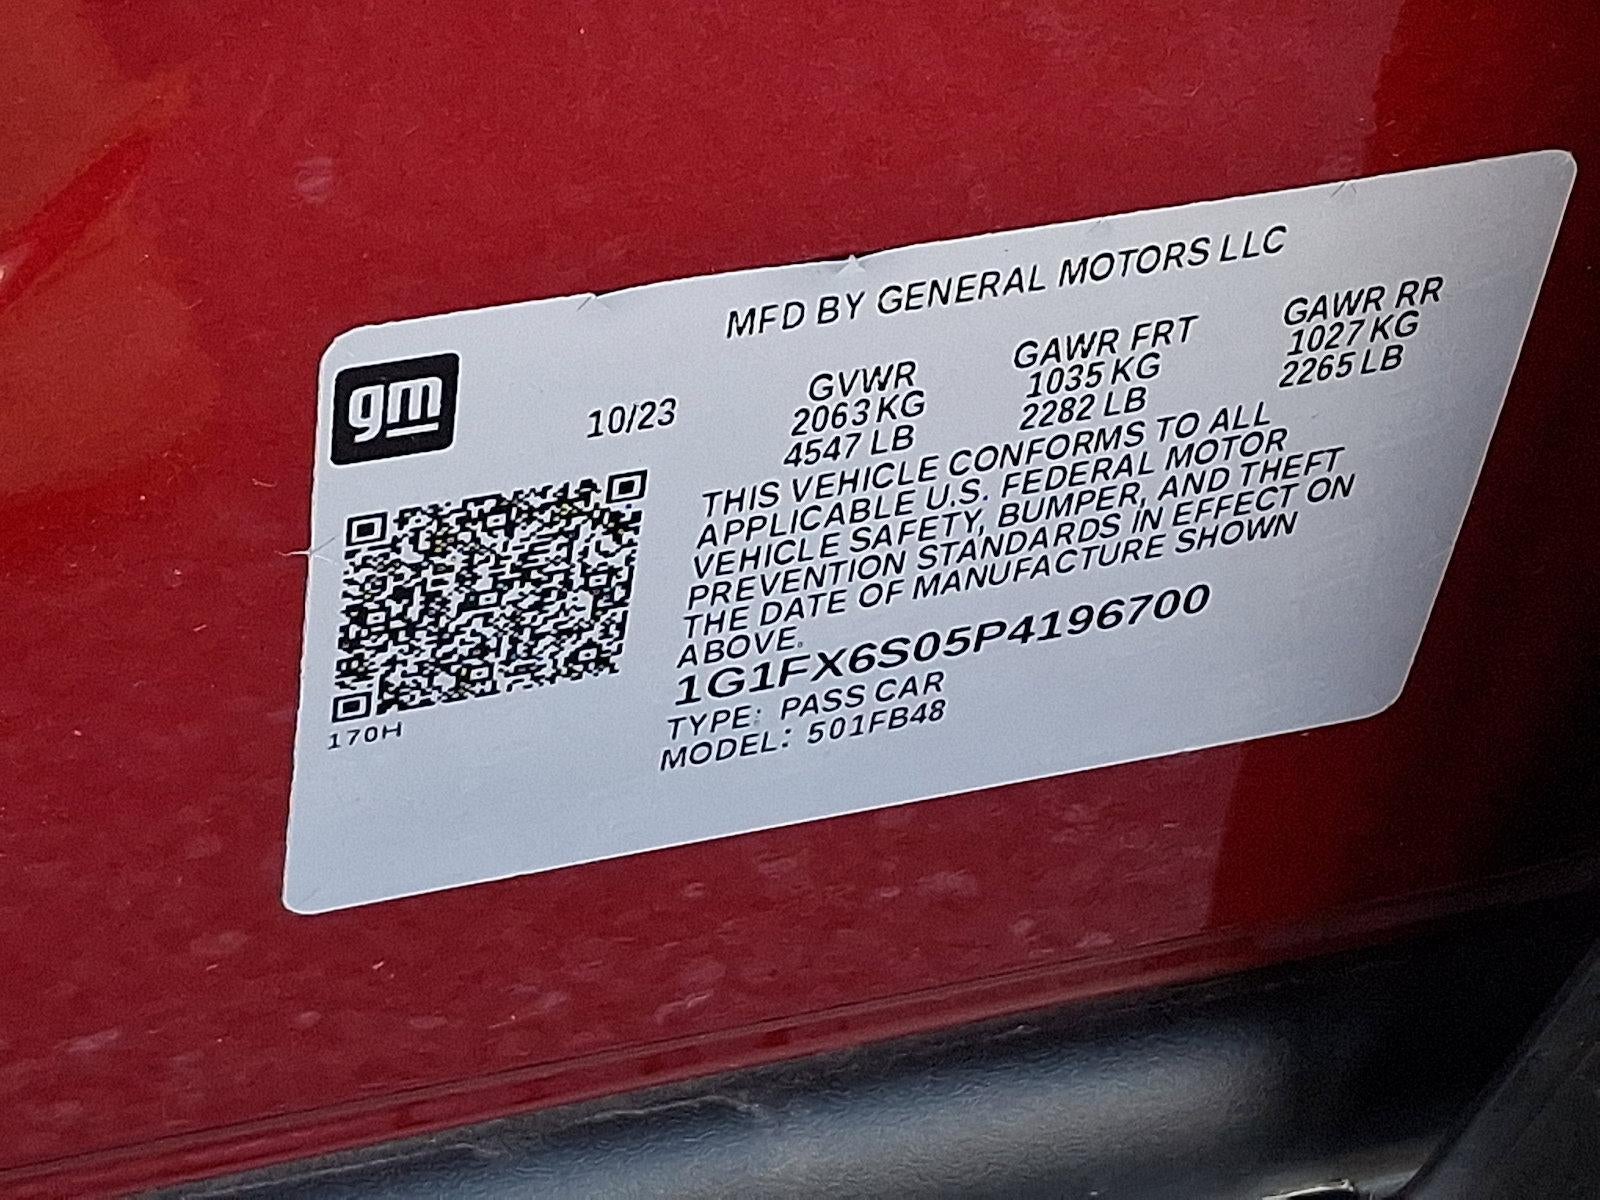 MFD BY GENERAL MOTORS LLC
gm
10/23
GVWR
2063 KG
4547 LB
GAWR FRT
1035 KG
2282 LB
GAWR RR
1027 KG
2265 LB
THIS VEHICLE CONFORMS TO ALL
APPLICABLE U.S. FEDERAL MOTOR
VEHICLE SAFETY, BUMPER, AND THEFT
PREVENTION STANDARDS IN EFFECT ON
THE DATE OF MANUFACTURE SHOWN
ABOVE.
1G1FX6S05P4196700
TYPE: PASS CAR
MODEL: 501FB48
170H